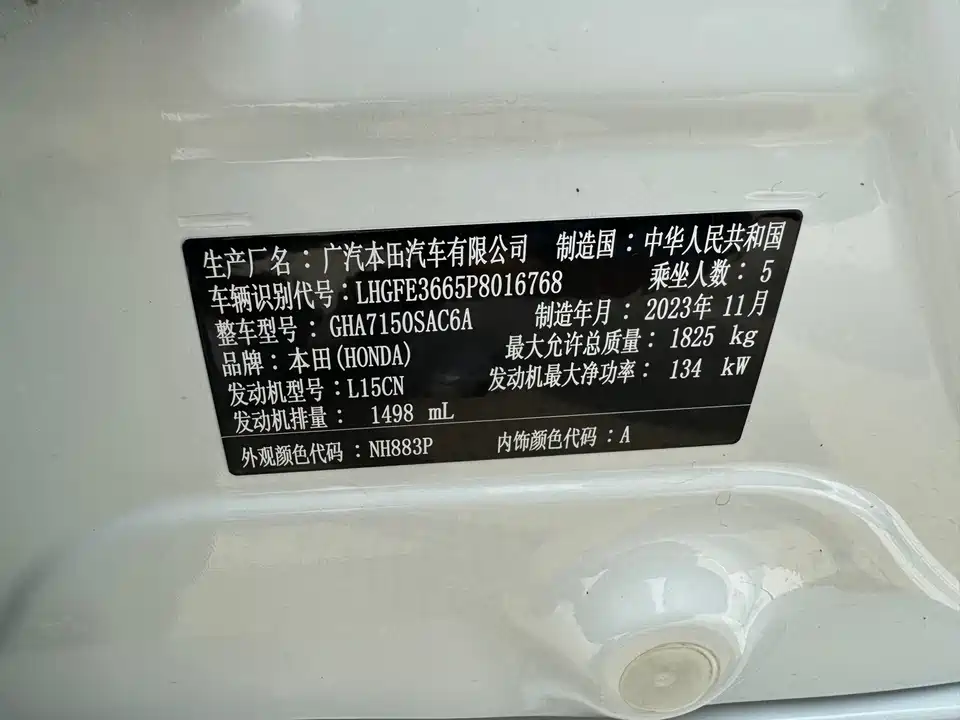 生产厂名：广汽本田汽车有限公司 制造国：中华人民共和国
车辆识别代号：LHGFE3665P8016768 乘坐人数：5
整车型号：GHA7150SAC6A 制造年月：2023年11月
品牌：本田(HONDA) 最大允许总质量：1825 kg
发动机型号：L15CN 发动机最大净功率：134 kW
发动机排量：1498 mL
外观颜色代码：NH883P 内饰颜色代码：A